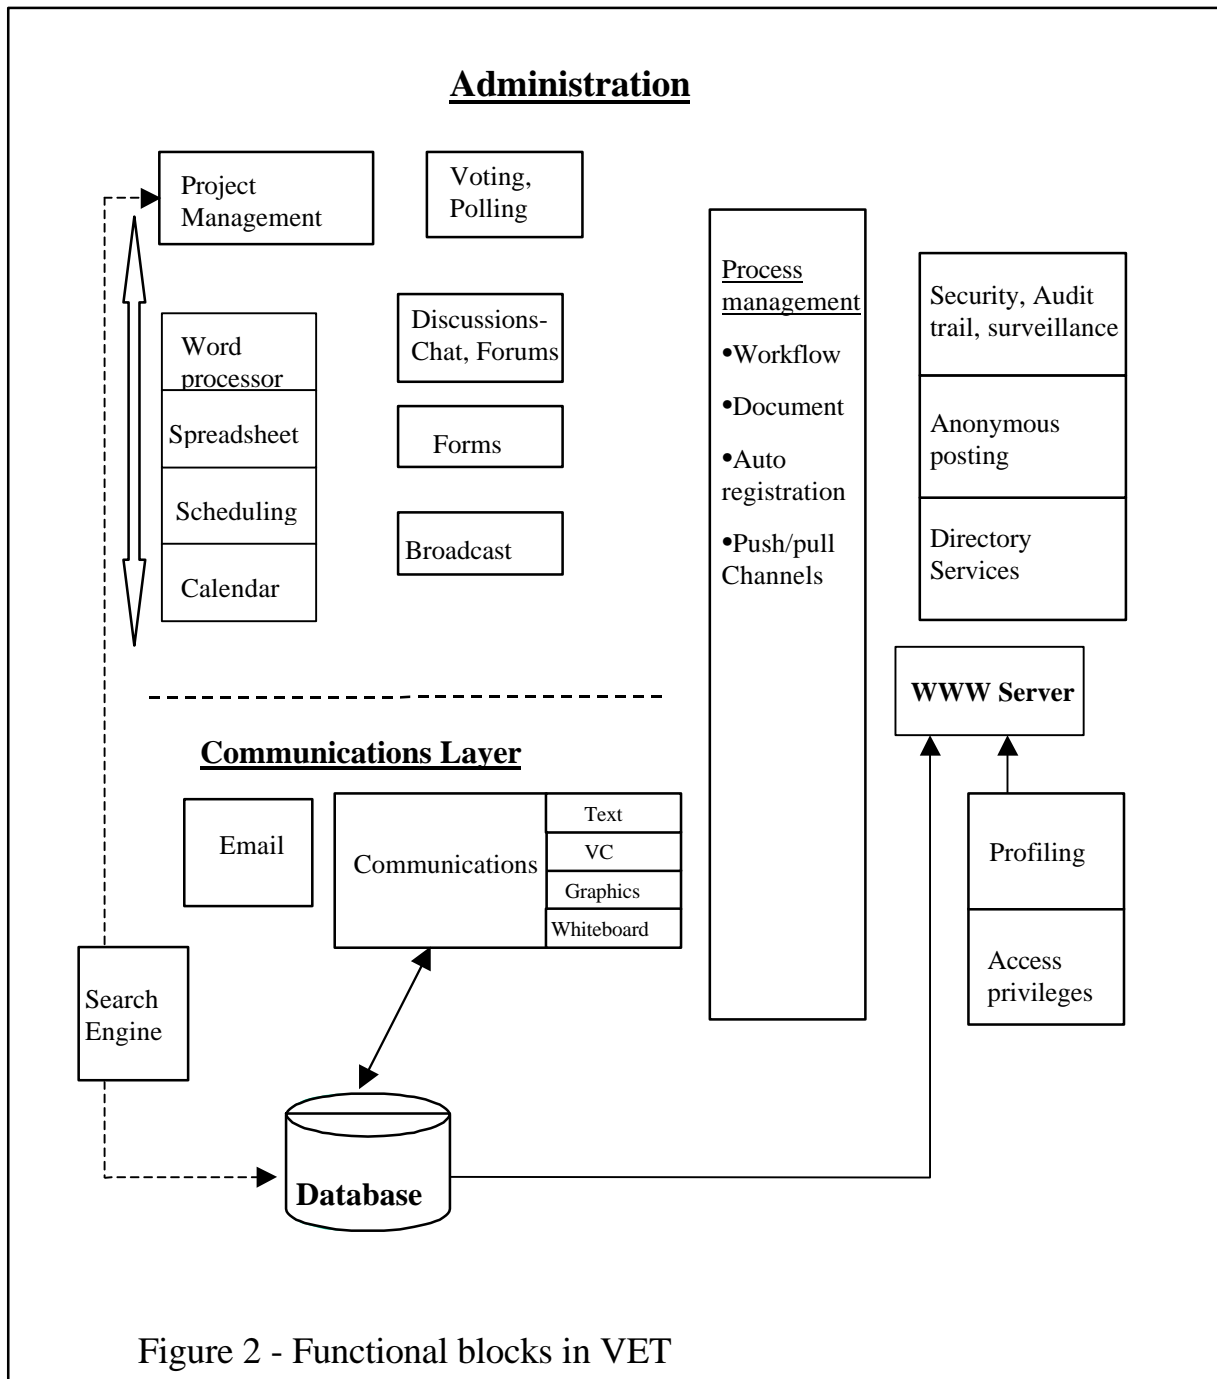 Administration
Project
Management
Voting,
Polling
Word
processor
Spreadsheet
Scheduling
Calendar
Discussions-
Chat, Forums
Forms
Broadcast
Process
management
•Workflow
•Document
•Auto
registration
•Push/pull
Channels
Security, Audit
trail, surveillance
Anonymous
posting
Directory
Services
WWW Server
Communications Layer
Email
Communications
Text
VC
Graphics
Whiteboard
Profiling
Access
privileges
Search
Engine
Database
Figure 2 - Functional blocks in VET